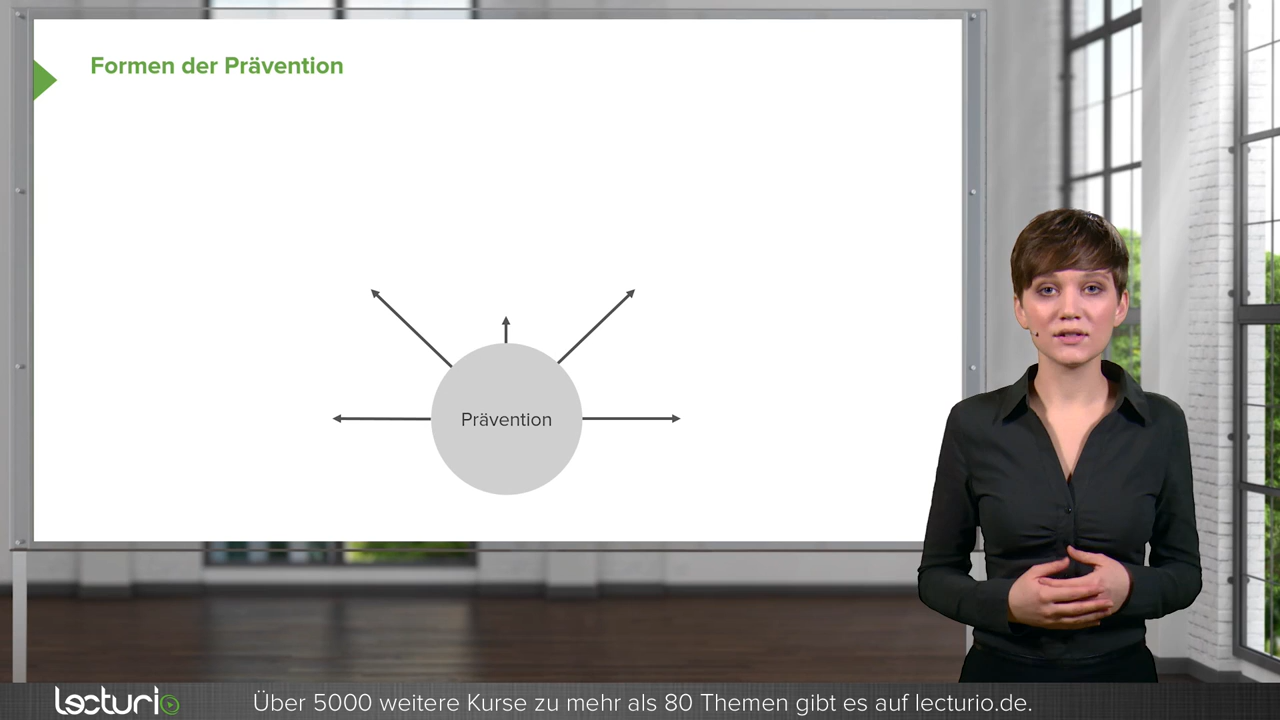 Formen der Prävention
Prävention
lecturio
Über 5000 weitere Kurse zu mehr als 80 Themen gibt es auf lecturio.de.